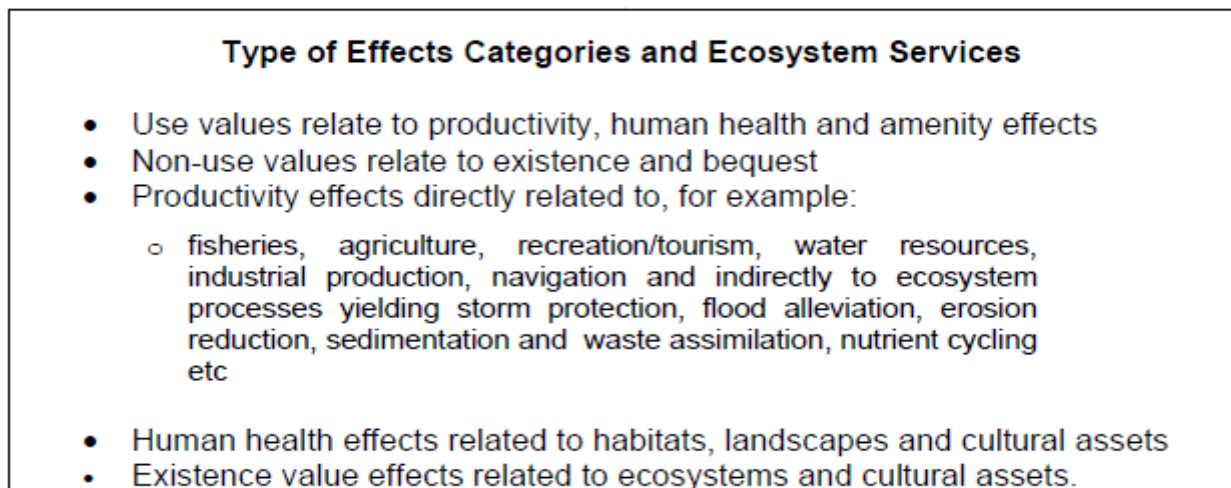 Type of Effects Categories and Ecosystem Services
• Use values relate to productivity, human health and amenity effects
• Non-use values relate to existence and bequest
• Productivity effects directly related to, for example:
o fisheries, agriculture, recreation/tourism, water resources,
industrial production, navigation and indirectly to ecosystem
processes yielding storm protection, flood alleviation, erosion
reduction, sedimentation and waste assimilation, nutrient cycling
etc
• Human health effects related to habitats, landscapes and cultural assets
• Existence value effects related to ecosystems and cultural assets.